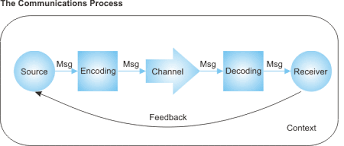 The Communications Process
Msg Msg Msg Msg
Source Encoding Channel Decoding Receiver
Feedback
Context